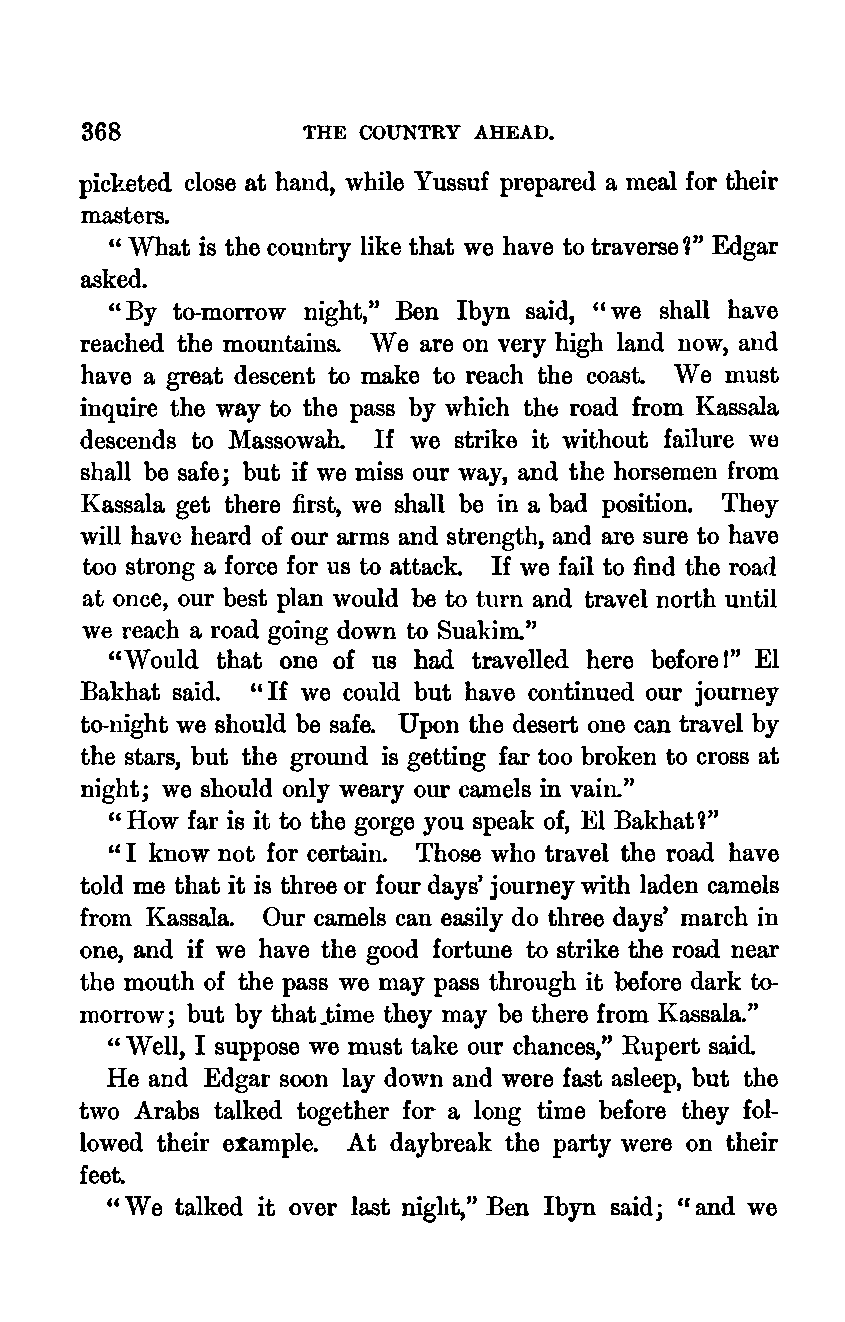 368 THE COUNTRY AHEAD.
picketed close at hand, while Yussuf prepared a meal for their
masters.
“What is the country like that we have to traverse?” Edgar
asked.
“By to-morrow night,” Ben Ibyn said, “we shall have
reached the mountains. We are on very high land now, and
have a great descent to make to reach the coast. We must
inquire the way to the pass by which the road from Kassala
descends to Massowah. If we strike it without failure we
shall be safe; but if we miss our way, and the horsemen from
Kassala get there first, we shall be in a bad position. They
will have heard of our arms and strength, and are sure to have
too strong a force for us to attack. If we fail to find the road
at once, our best plan would be to turn and travel north until
we reach a road going down to Suakim.”
“Would that one of us had travelled here before!” El
Bakhat said. “If we could but have continued our journey
to-night we should be safe. Upon the desert one can travel by
the stars, but the ground is getting far too broken to cross at
night; we should only weary our camels in vain.”
“How far is it to the gorge you speak of, El Bakhat?”
“I know not for certain. Those who travel the road have
told me that it is three or four days’ journey with laden camels
from Kassala. Our camels can easily do three days’ march in
one, and if we have the good fortune to strike the road near
the mouth of the pass we may pass through it before dark to-
morrow; but by that time they may be there from Kassala.”
“Well, I suppose we must take our chances,” Rupert said.
He and Edgar soon lay down and were fast asleep, but the
two Arabs talked together for a long time before they fol-
lowed their example. At daybreak the party were on their
feet.
“We talked it over last night,” Ben Ibyn said; “and we